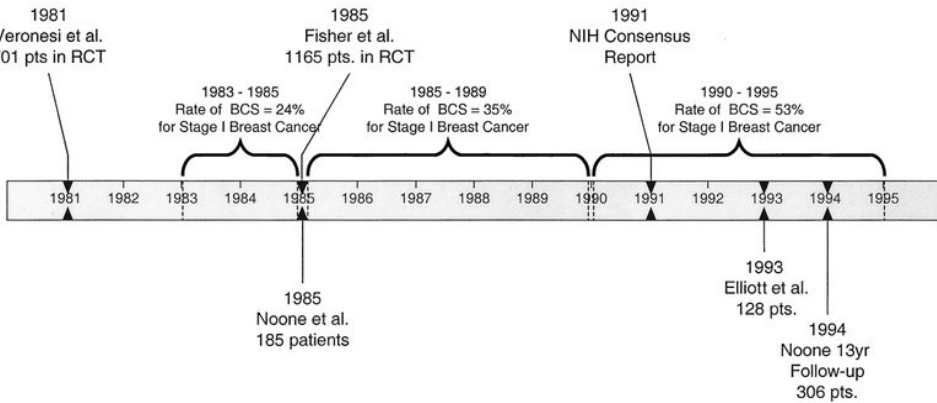 1981
et al.
pts in RCT
1985
Fisher et al.
1165 pts. in RCT
1991
NIH Consensus
Report
1983 - 1985
Rate of BCS = 24%
for Stage I Breast Cancer
1985 - 1989
Rate of BCS = 35%
for Stage I Breast Cancer
1990 - 1995
Rate of BCS = 53%
for Stage I Breast Cancer
1981 1982 1983 1984 1985 1986 1987 1988 1989 1990 1991 1992 1993 1994 1995
1985
Noone et al.
185 patients
1993
Elliott et al.
128 pts.
1994
Noone 13yr
Follow-up
306 pts.